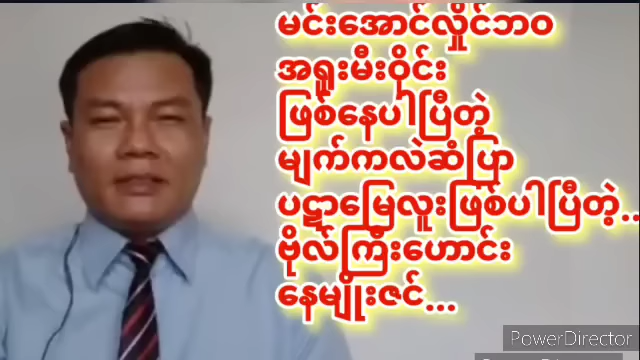 မင်းအောင်လှိုင်ဘဝ
အရူးမီးဝိုင်း
ဖြစ်နေပါပြီတဲ့
မျက်ကလဲဆံပြာ
ပဋာမြေလူးဖြစ်ပါပြီတဲ့..
ဗိုလ်ကြီးဟောင်း
နေမျိုးဇင်...
PowerDirector